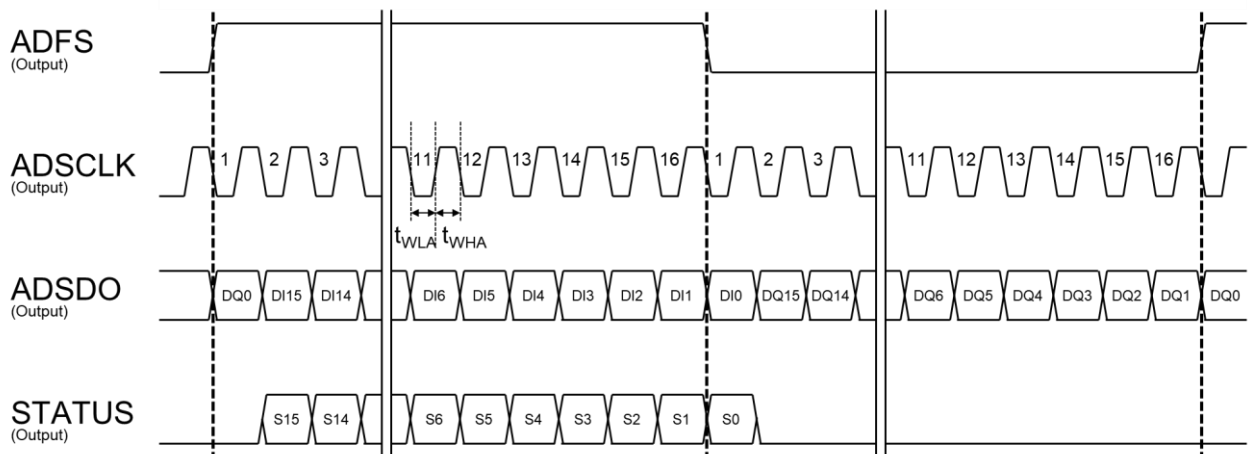 ADFS
(Output)
ADSCLK
(Output)
1 2 3 11 12 13 14 15 16 1 2 3 11 12 13 14 15 16
tWLA tWHA
ADSDO
(Output)
DQ0 DI15 DI14 DI6 DI5 DI4 DI3 DI2 DI1 DI0 DQ15 DQ14 DQ6 DQ5 DQ4 DQ3 DQ2 DQ1 DQ0
STATUS
(Output)
S15 S14 S6 S5 S4 S3 S2 S1 S0